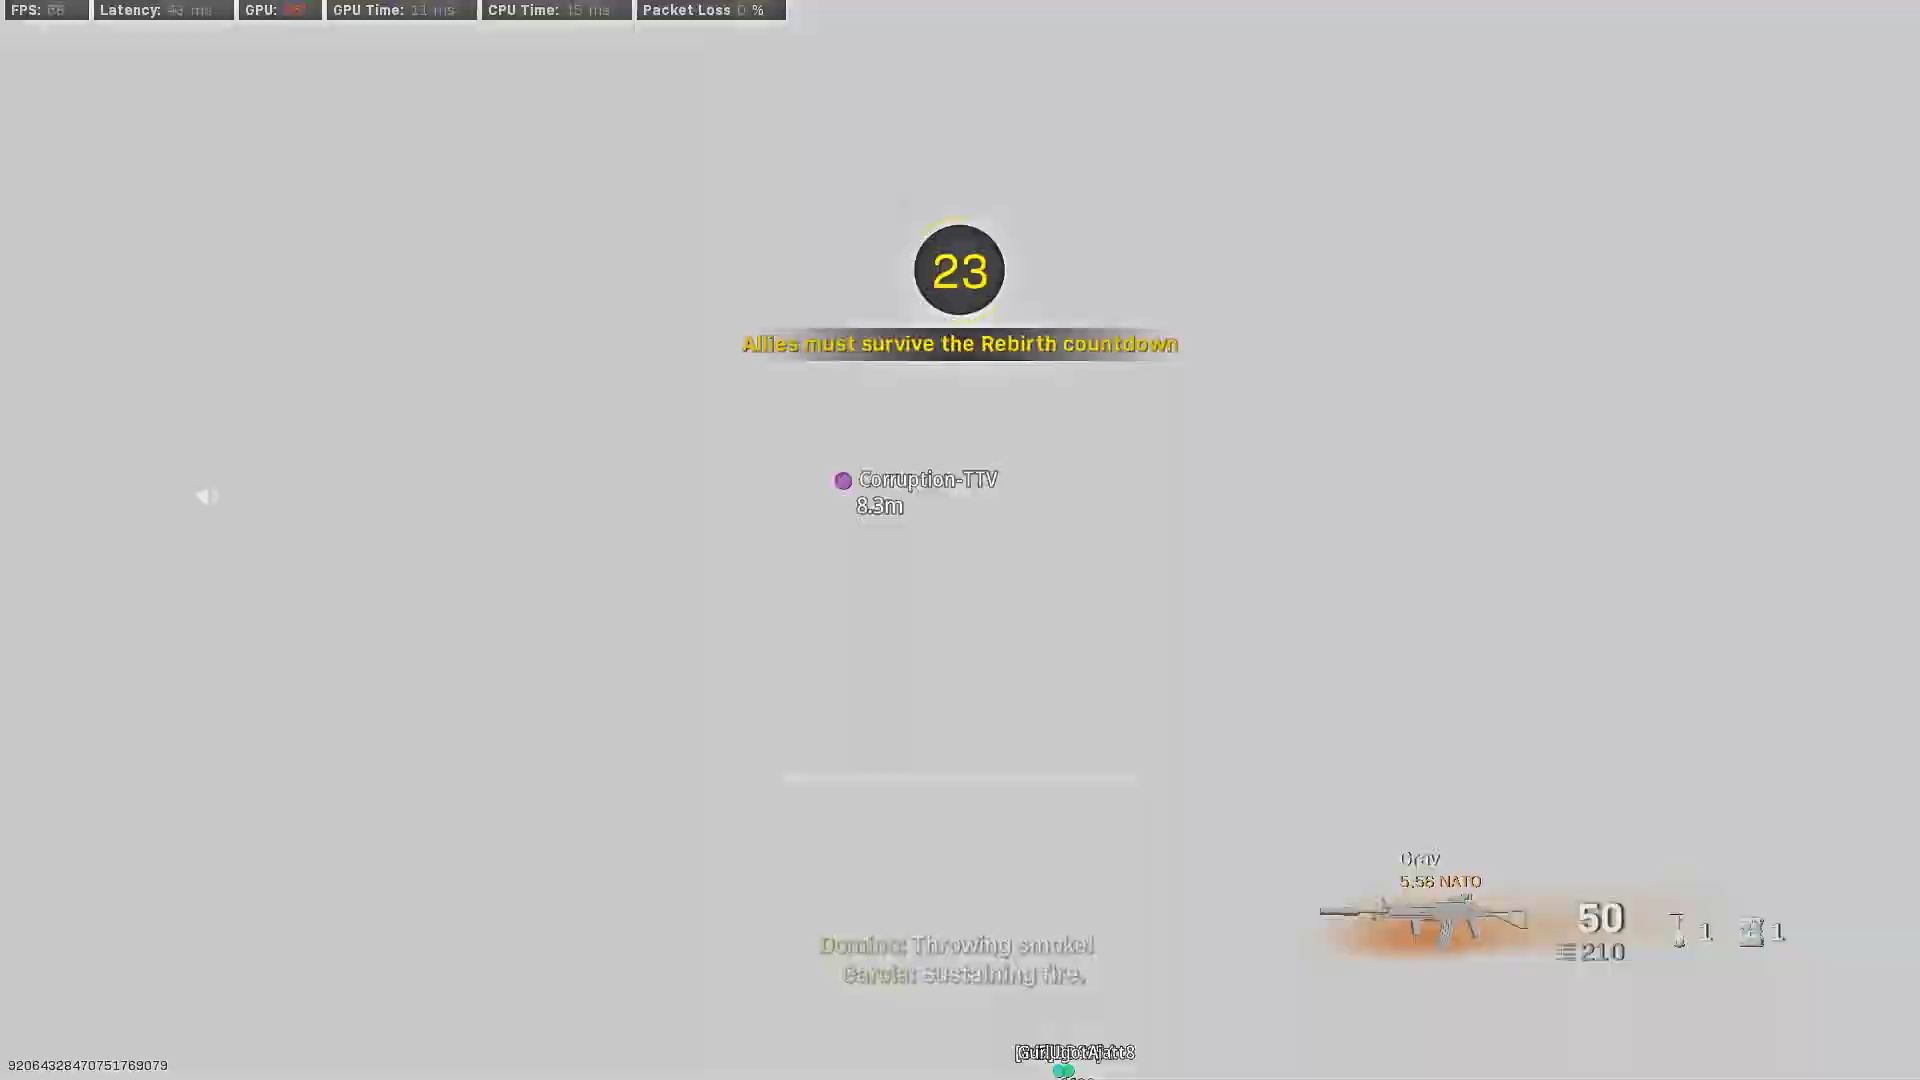 FPS: Latency: ms GPU: GPU Time: 11 ms CPU Time: 15 ms Packet Loss 0 %
23
Allies must survive the Rebirth countdown
Corruption-TTV
8.3m
Grav
5.56 NATO
50
210
1
1
Domino: Throwing smoke!
Garcia: Sustaining fire.
92064328470751769079